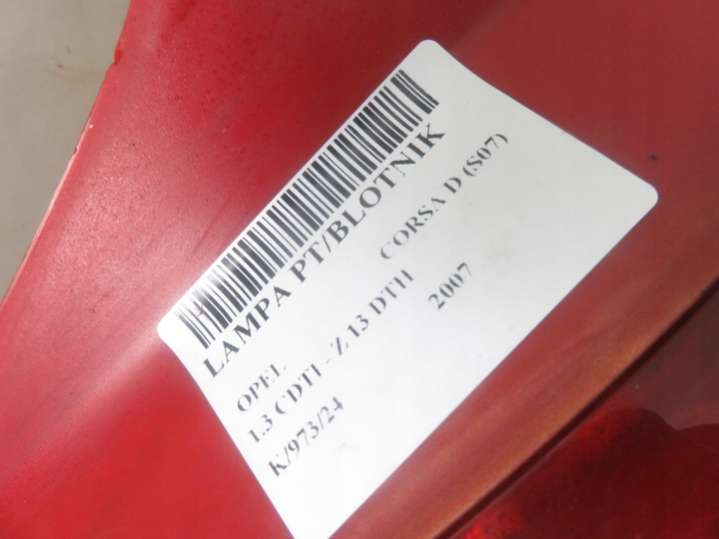 LAMPA PT/BLOTNIK
OPEL CORSA D (S07)
1.3 CDTI - Z 13 DTH 2007
K/973/24